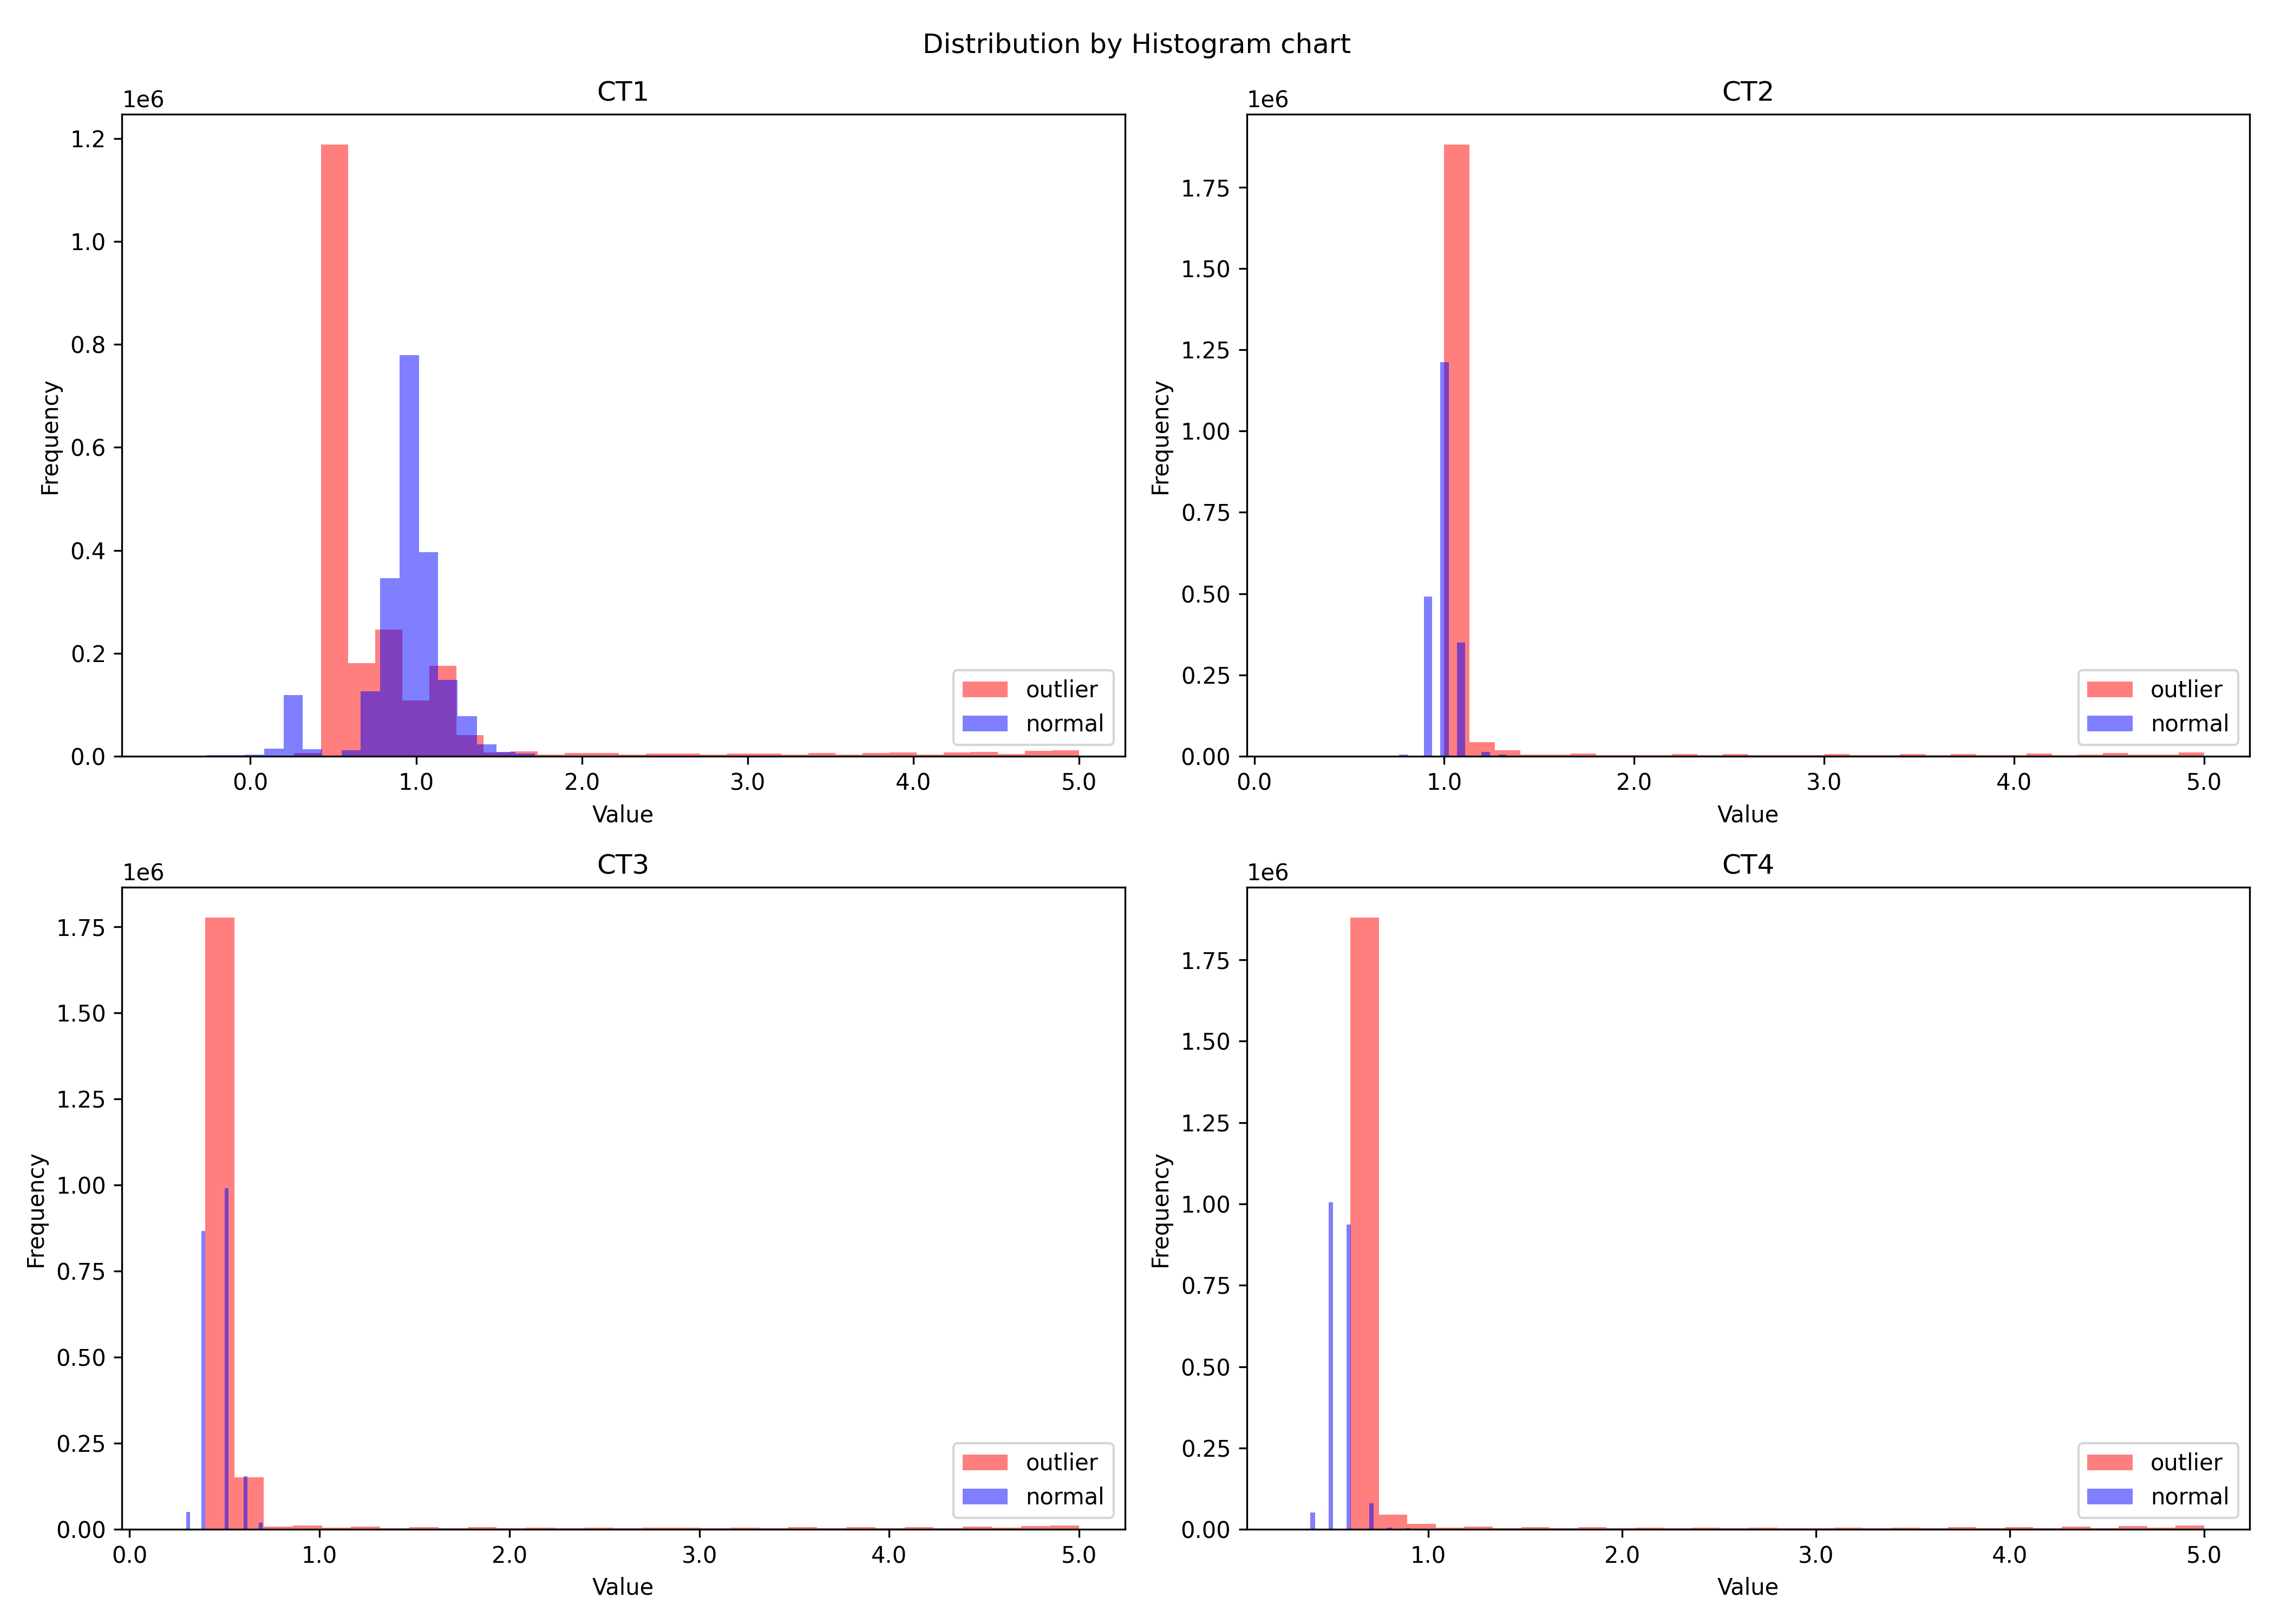 Distribution by Histogram chart
CT1
1e6
1.2
1.0
0.8
0.6
0.4
0.2
0.0
Frequency
0.0 1.0 2.0 3.0 4.0 5.0
Value
outlier
normal
CT2
1e6
1.75
1.50
1.25
1.00
0.75
0.50
0.25
0.00
Frequency
0.0 1.0 2.0 3.0 4.0 5.0
Value
outlier
normal
CT3
1e6
1.75
1.50
1.25
1.00
0.75
0.50
0.25
0.00
Frequency
0.0 1.0 2.0 3.0 4.0 5.0
Value
outlier
normal
CT4
1e6
1.75
1.50
1.25
1.00
0.75
0.50
0.25
0.00
Frequency
1.0 2.0 3.0 4.0 5.0
Value
outlier
normal